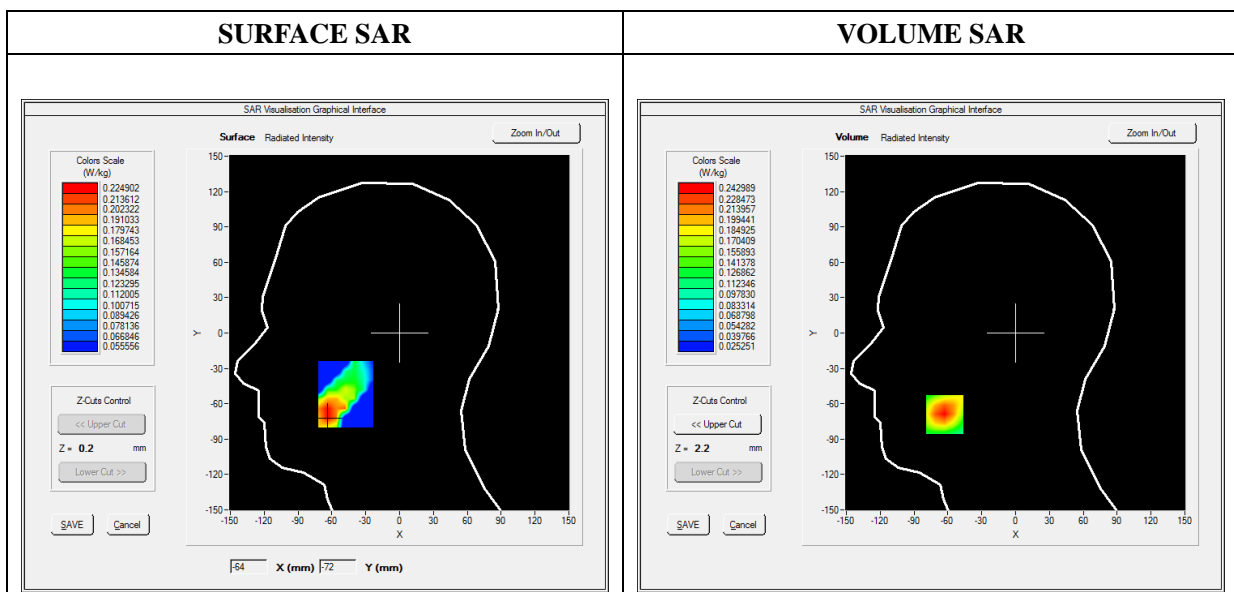 SURFACE SAR
VOLUME SAR
SAR Visualisation Graphical Interface
Surface Radiated Intensity
Zoom In/Out
Colors Scale
(W/kg)
0.224902
0.213612
0.202322
0.191033
0.179743
0.168453
0.157164
0.145874
0.134584
0.123295
0.112005
0.100715
0.089426
0.078136
0.066846
0.055556
Z-Cuts Control
<< Upper Cut
Z = 0.2 mm
Lower Cut >>
SAVE Cancel
150
120
90
60
30
0
-30
-60
-90
-120
-150
Y
-150 -120 -90 -60 -30 0 30 60 90 120 150
X
-64 X (mm) -72 Y (mm)
SAR Visualisation Graphical Interface
Volume Radiated Intensity
Zoom In/Out
Colors Scale
(W/kg)
0.242989
0.228473
0.213957
0.199441
0.184925
0.170409
0.155893
0.141378
0.126862
0.112346
0.097830
0.083314
0.068798
0.054282
0.039766
0.025251
Z-Cuts Control
<< Upper Cut
Z = 2.2 mm
Lower Cut >>
SAVE Cancel
150
120
90
60
30
0
-30
-60
-90
-120
-150
Y
-150 -120 -90 -60 -30 0 30 60 90 120 150
X